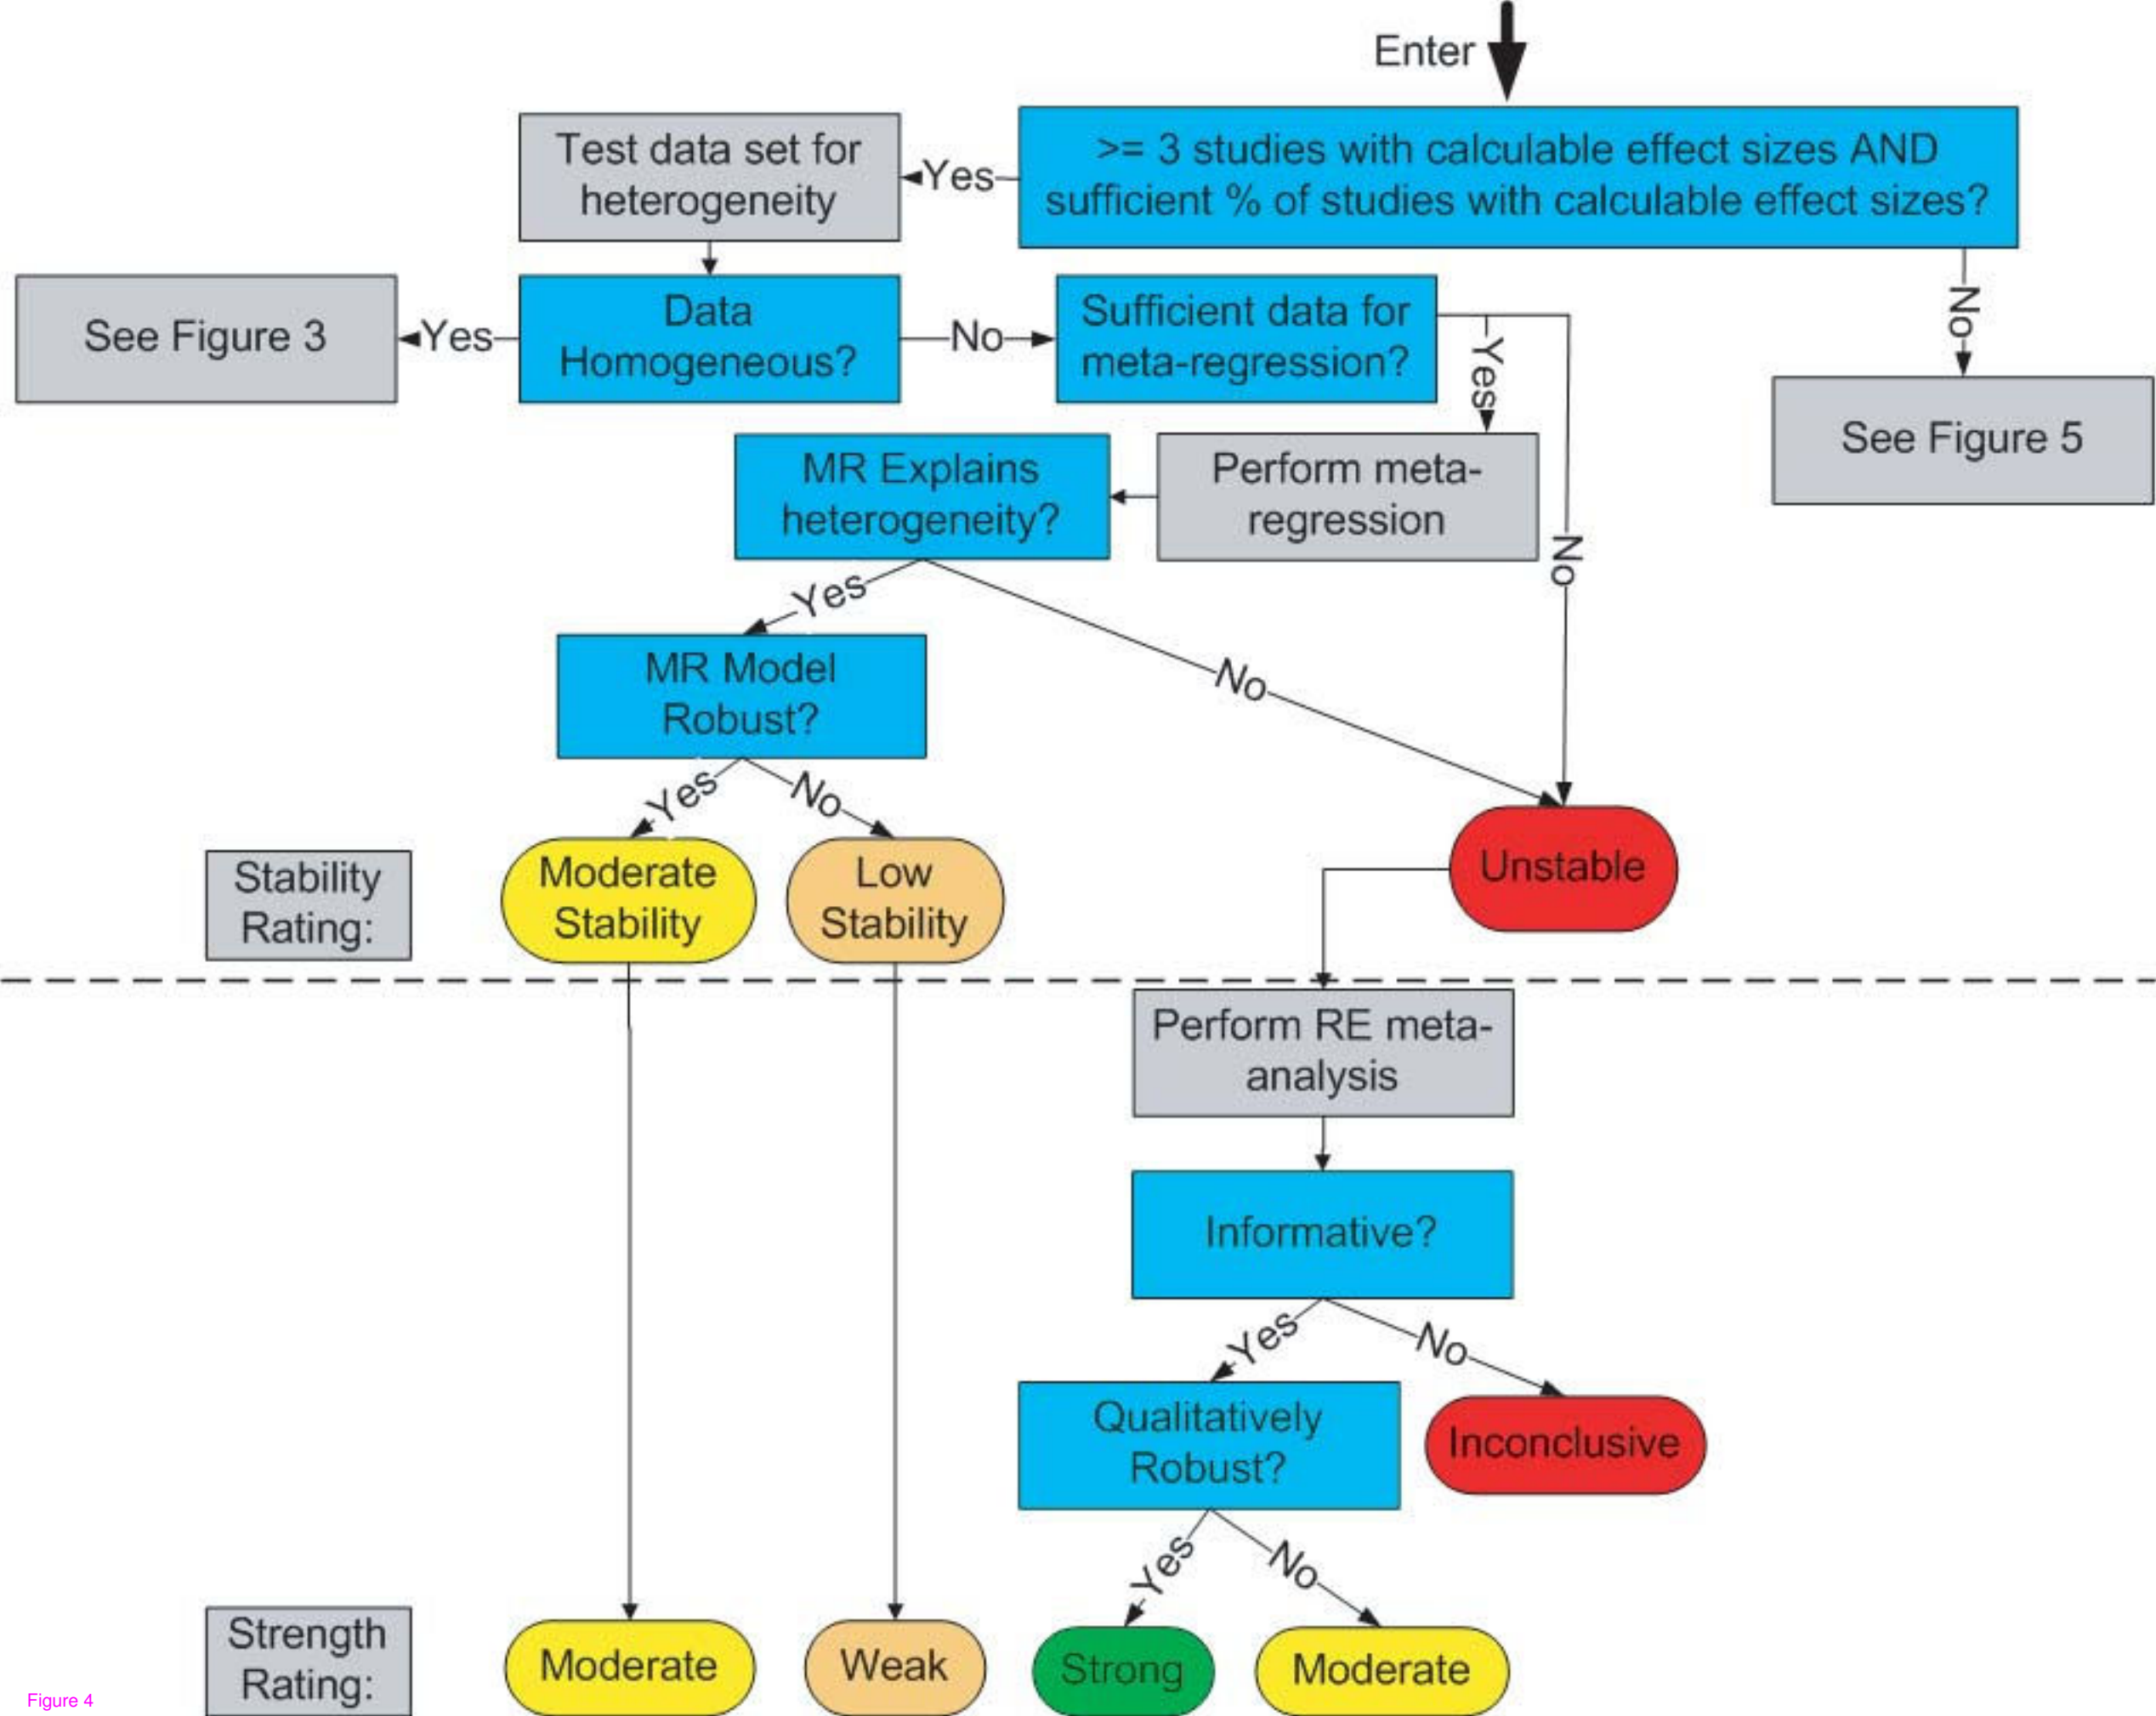 Enter
>= 3 studies with calculable effect sizes AND
sufficient % of studies with calculable effect sizes?
Yes
Test data set for
heterogeneity
No
See Figure 5
Data
Homogeneous?
Yes
See Figure 3
No
Sufficient data for
meta-regression?
Yes
No
Perform meta-
regression
MR Explains
heterogeneity?
Yes
No
MR Model
Robust?
Yes
No
Stability
Rating:
Moderate
Stability
Low
Stability
Unstable
Perform RE meta-
analysis
Informative?
Yes
No
Qualitatively
Robust?
Inconclusive
Yes
No
Strength
Rating:
Moderate
Weak
Strong
Moderate
Figure 4